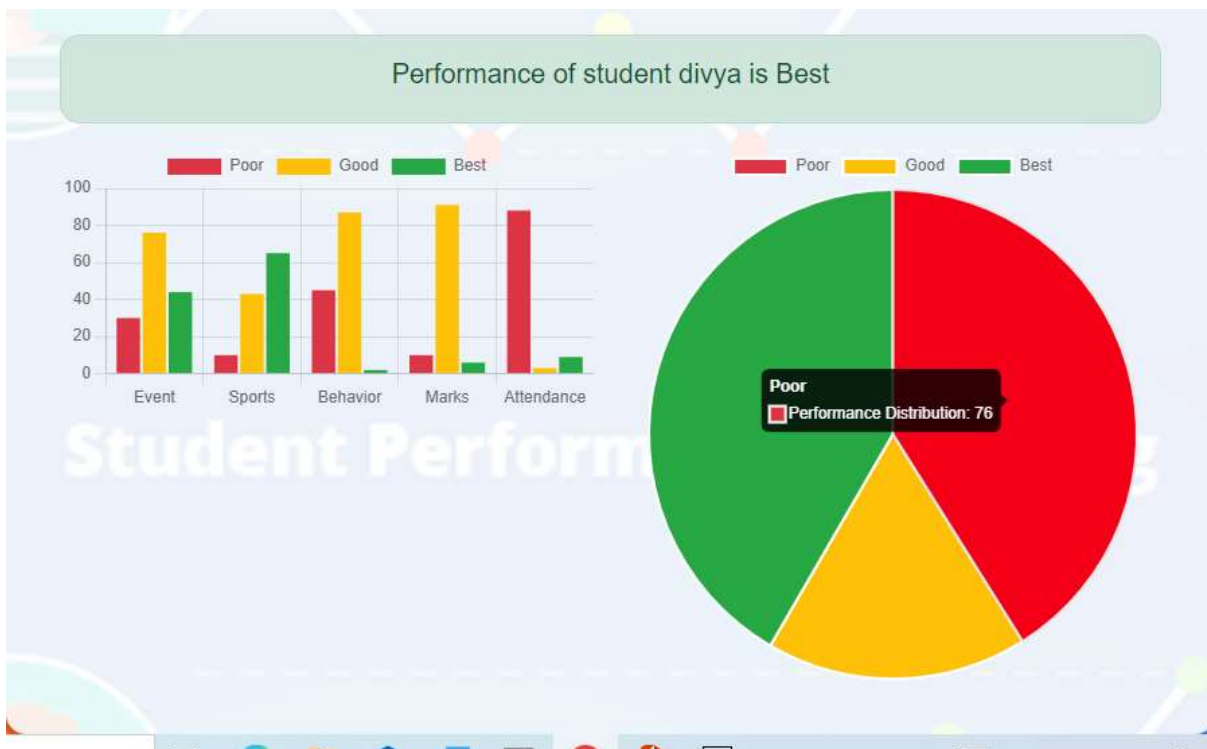 Performance of student divya is Best
Poor Good Best
100
80
60
40
20
0
Event Sports Behavior Marks Attendance
Poor Good Best
Poor
Performance Distribution: 76
Student Perform
g